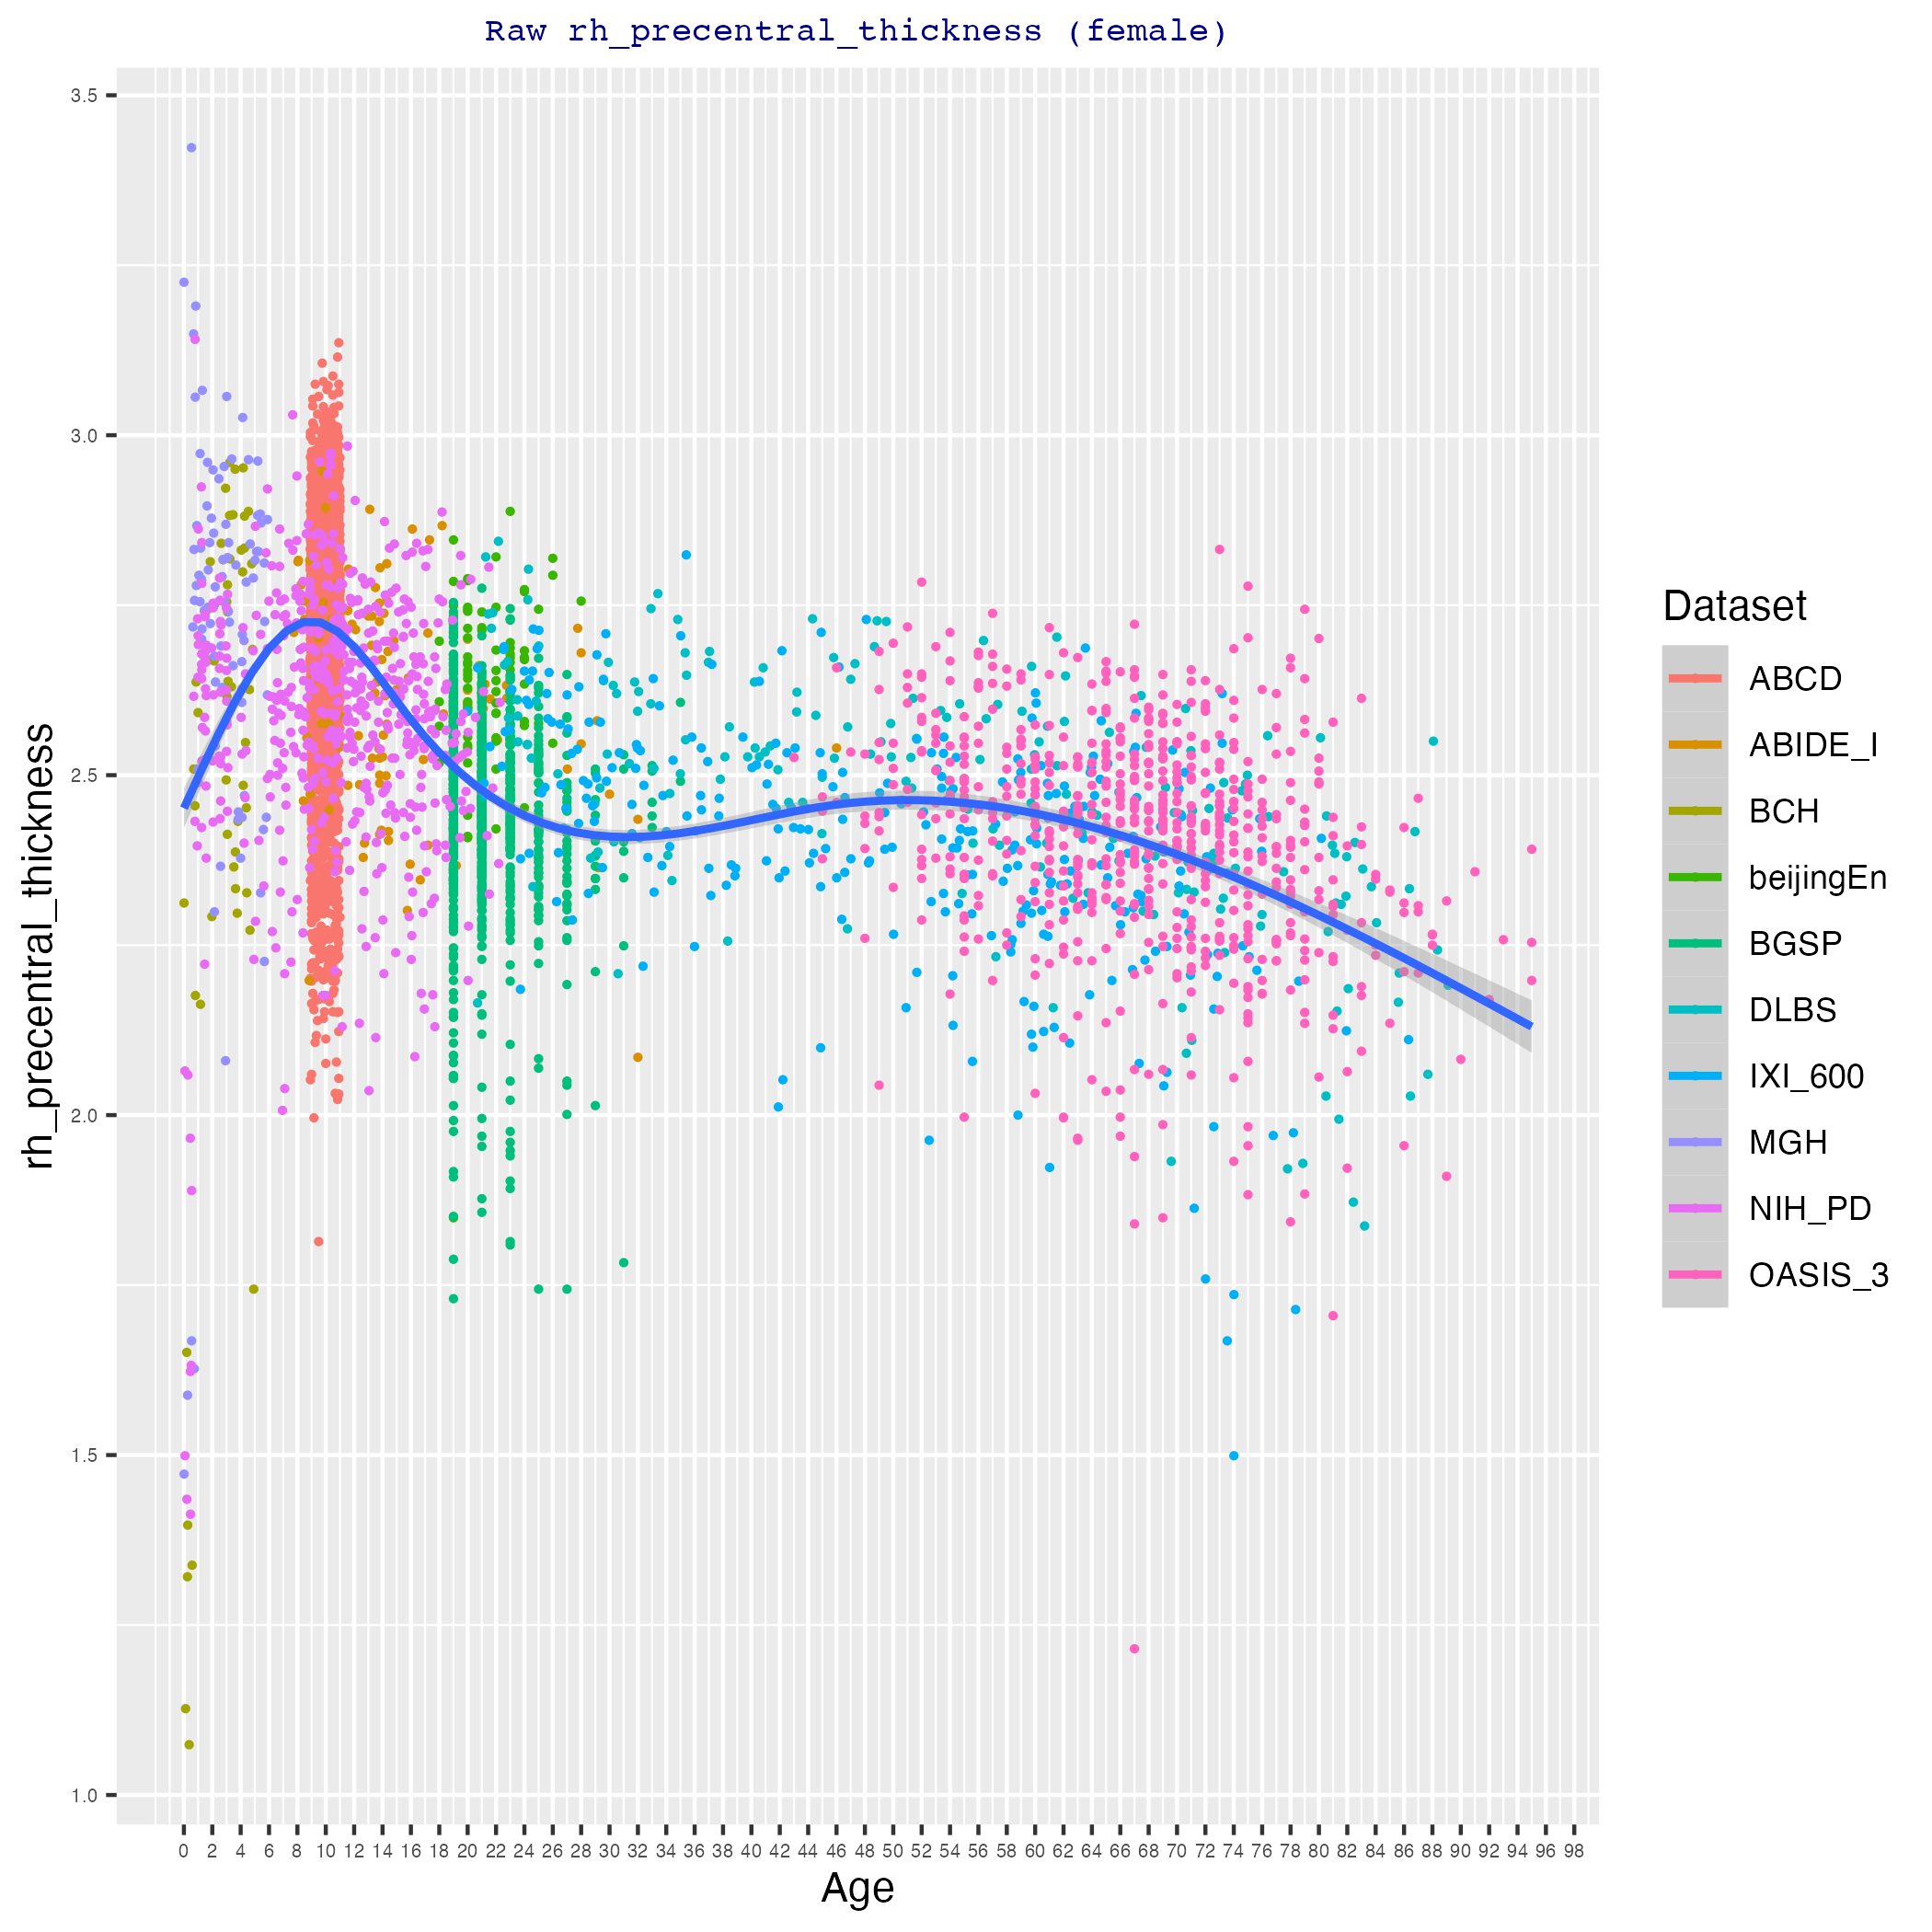 Raw rh_precentral_thickness (female)
rh_precentral_thickness
3.5
3.0
2.5
2.0
1.5
1.0
0 2 4 6 8 10 12 14 16 18 20 22 24 26 28 30 32 34 36 38 40 42 44 46 48 50 52 54 56 58 60 62 64 66 68 70 72 74 76 78 80 82 84 86 88 90 92 94 96 98
Age
Dataset
ABCD
ABIDE_I
BCH
beijingEn
BGSP
DLBS
IXI_600
MGH
NIH_PD
OASIS_3